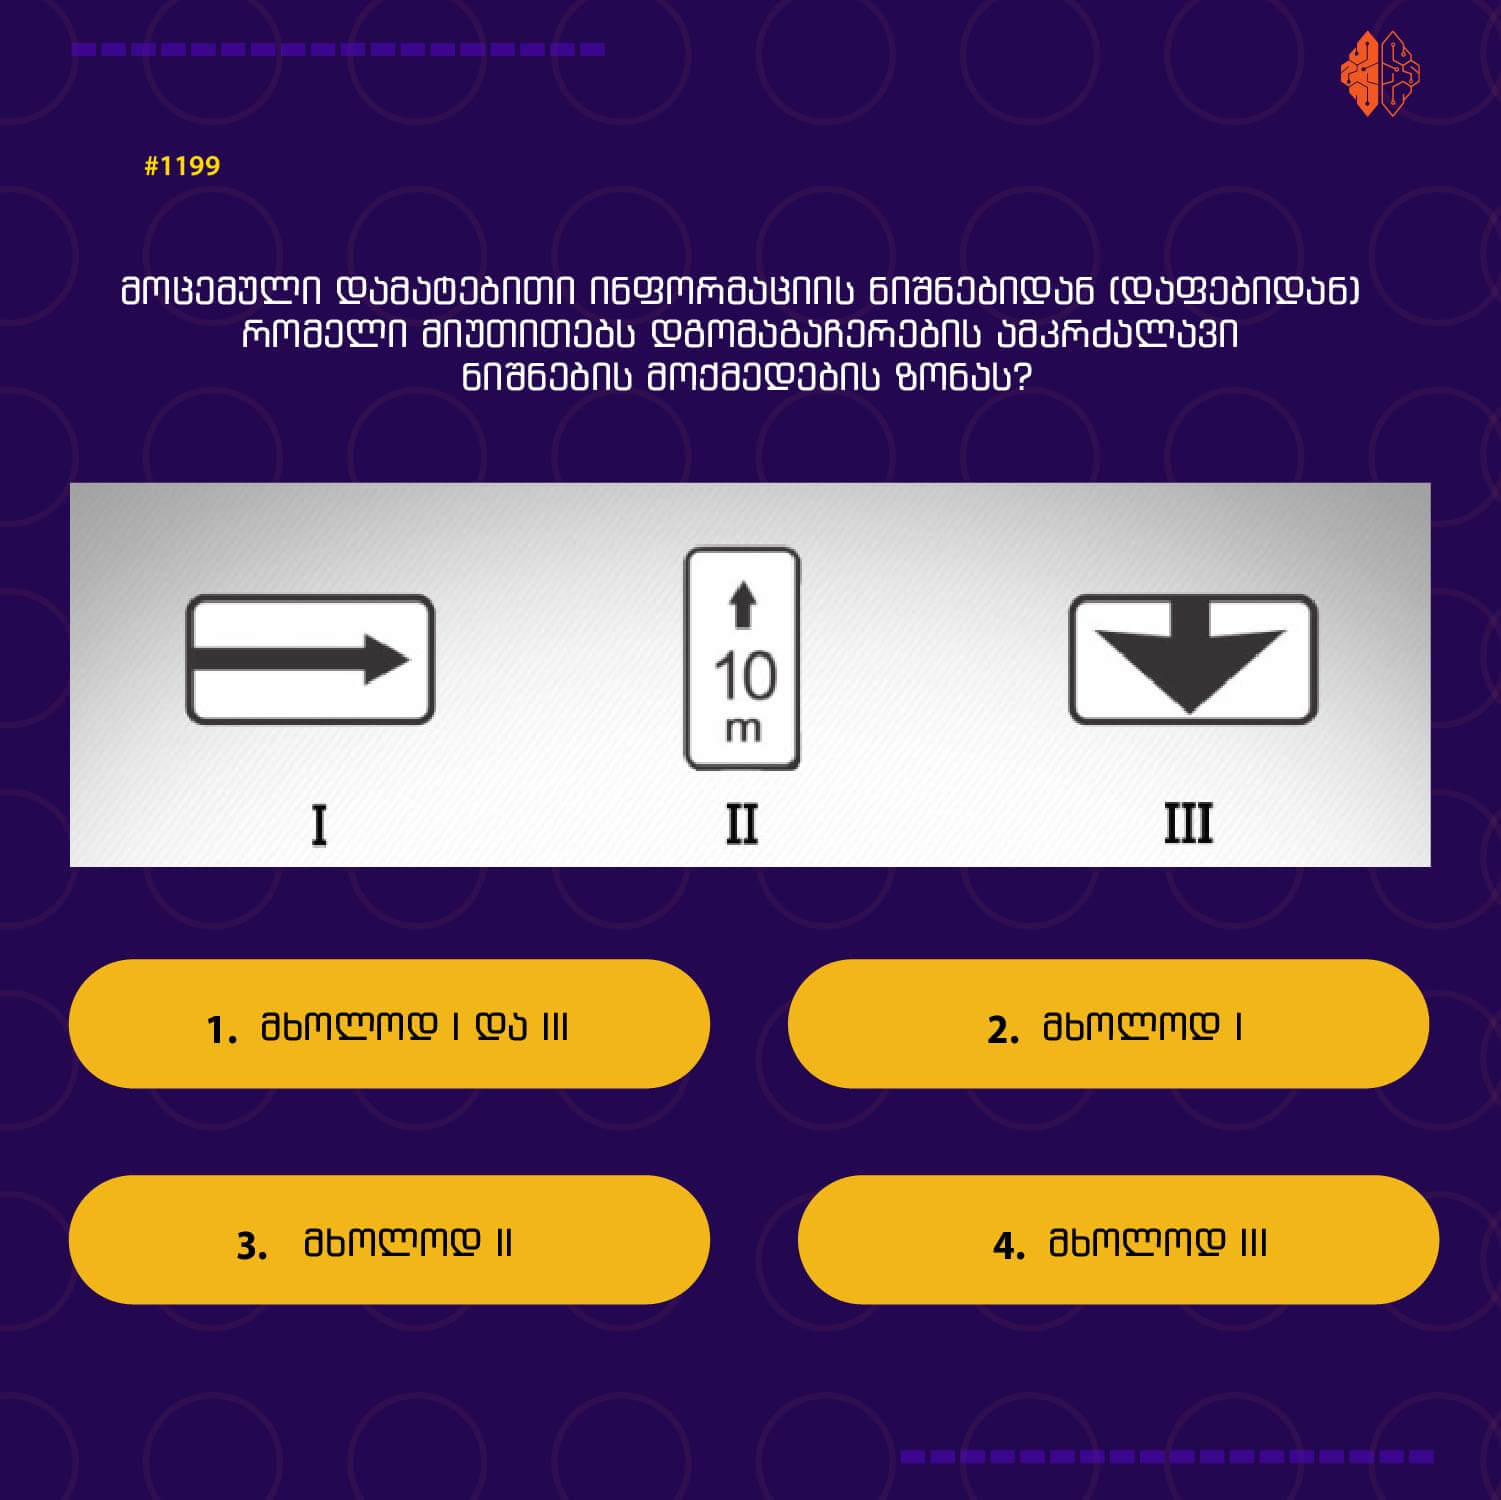 #1199
მოცემული დამატებითი ინფორმაციის ნიშნებიდან (დაფებიდან)
რომელი მიუთითებს დგომაგაჩერების ამკრძალავი
ნიშნების მოქმედების ზონას?
10
m
I
II
III
1. მხოლოდ I და III
2. მხოლოდ I
3. მხოლოდ II
4. მხოლოდ III